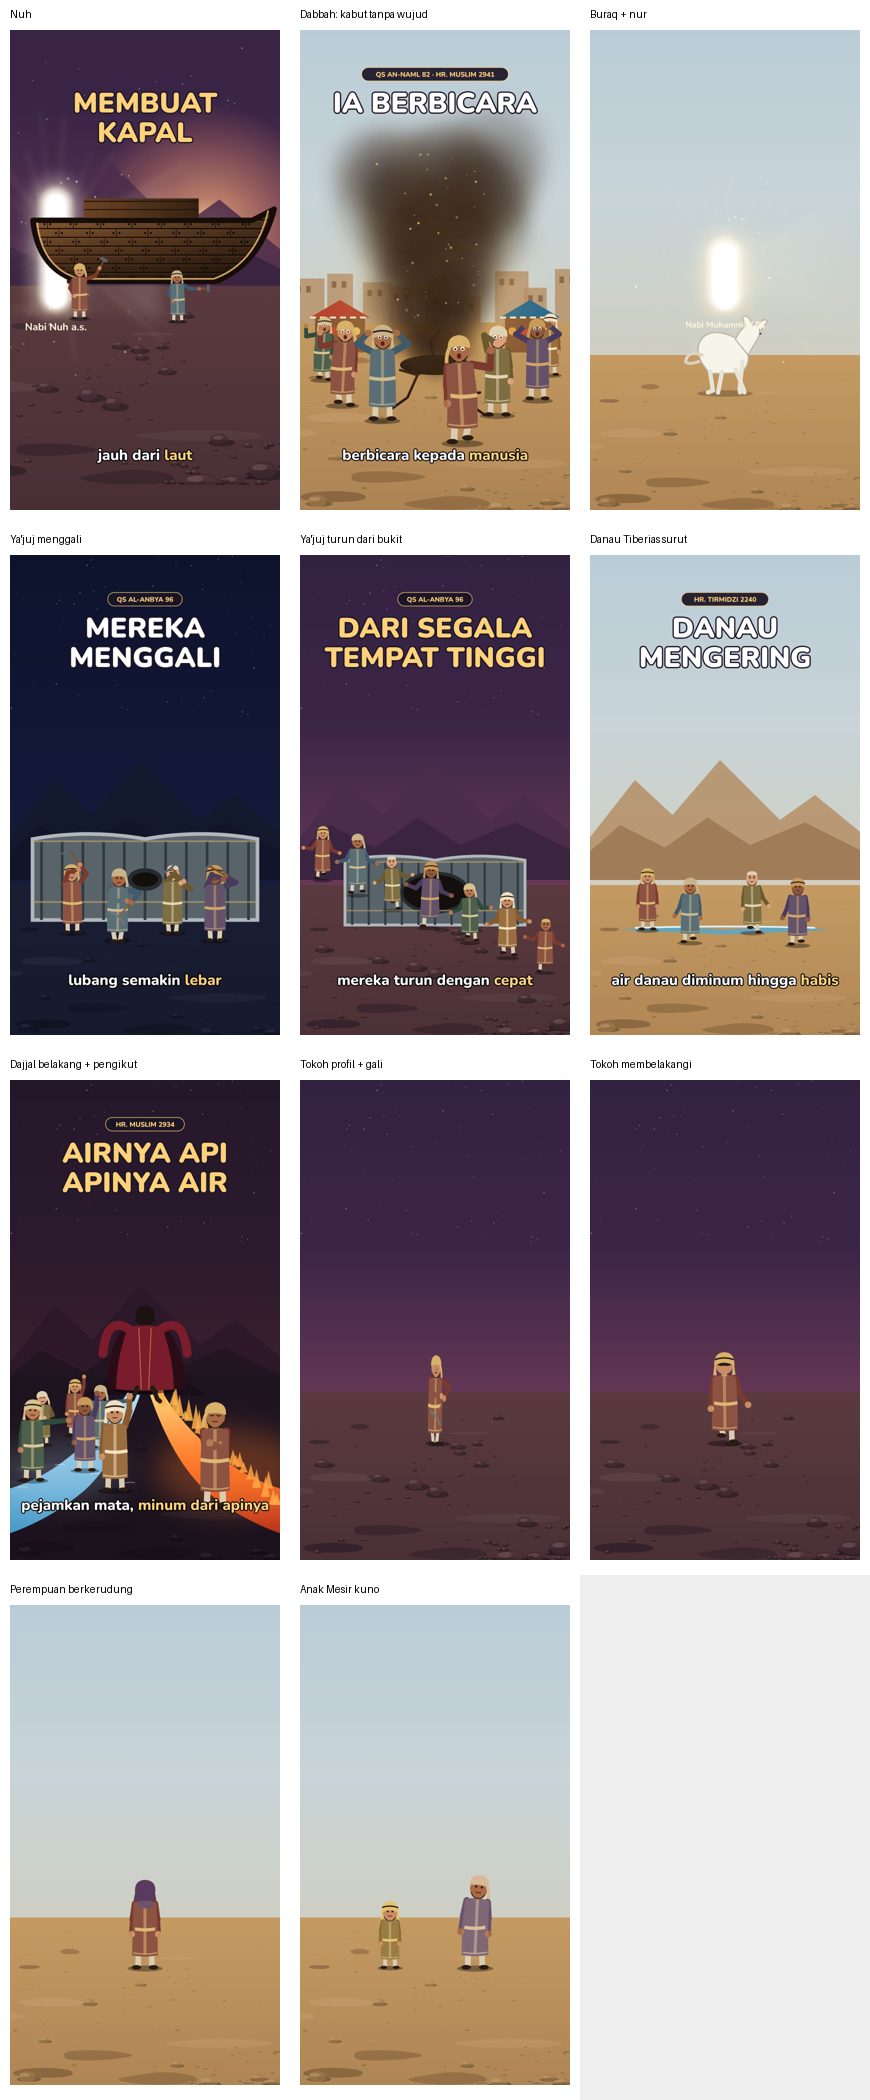 Nuh
Dabbah: kabut tanpa wujud
Buraq + nur
MEMBUAT
KAPAL
Nabi Nuh a.s.
jauh dari laut
QS AN-NAML 82 · HR. MUSLIM 2941
IA BERBICARA
berbicara kepada manusia
Nabi Muhamm
Ya'juj menggali
Ya'juj turun dari bukit
Danau Tiberias surut
QS AL-ANBYA 96
MEREKA
MENGGALI
lubang semakin lebar
QS AL-ANBYA 96
DARI SEGALA
TEMPAT TINGGI
mereka turun dengan cepat
HR. TIRMIDZI 2240
DANAU
MENGERING
air danau diminum hingga habis
Dajjal belakang + pengikut
Tokoh profil + gali
Tokoh membelakangi
HR. MUSLIM 2934
AIRNYA API
APINYA AIR
pejamkan mata, minum dari apinya
Perempuan berkerudung
Anak Mesir kuno